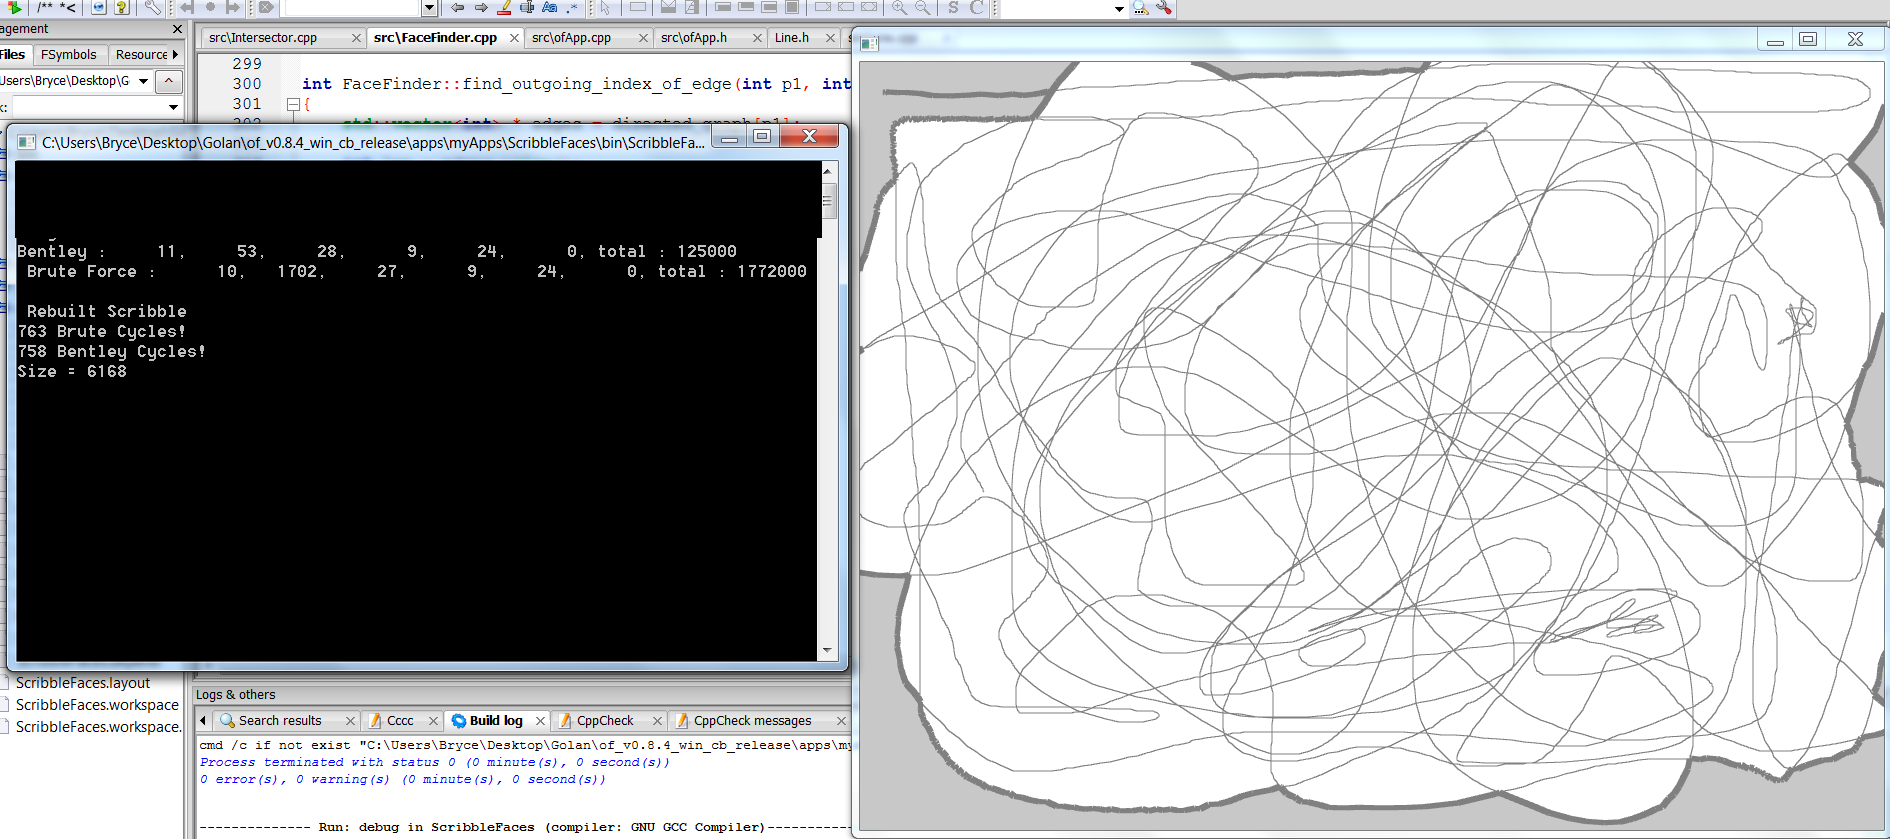 /** *<
agement
src\Intersector.cpp
src\FaceFinder.cpp
src\ofApp.cpp
src\ofApp.h
Line.h
Files
FSymbols
Resource
sers\Bryce\Desktop\G
299
300 int FaceFinder::find_outgoing_index_of_edge(int p1, int
301 {
C:\Users\Bryce\Desktop\Golan\of_v0.8.4_win_cb_release\apps\myApps\ScribbleFaces\bin\ScribbleFa...
Bentley : 11, 53, 28, 9, 24, 0, total : 125000
Brute Force : 10, 1702, 27, 9, 24, 0, total : 1772000
Rebuilt Scribble
763 Brute Cycles!
758 Bentley Cycles!
Size = 6168
ScribbleFaces.layout
ScribbleFaces.workspace
ScribbleFaces.workspace.
Logs & others
Search results
Cccc
Build log
CppCheck
CppCheck messages
cmd /c if not exist "C:\Users\Bryce\Desktop\Golan\of_v0.8.4_win_cb_release\apps\my
Process terminated with status 0 (0 minute(s), 0 second(s))
0 error(s), 0 warning(s) (0 minute(s), 0 second(s))
-------------- Run: debug in ScribbleFaces (compiler: GNU GCC Compiler)----------